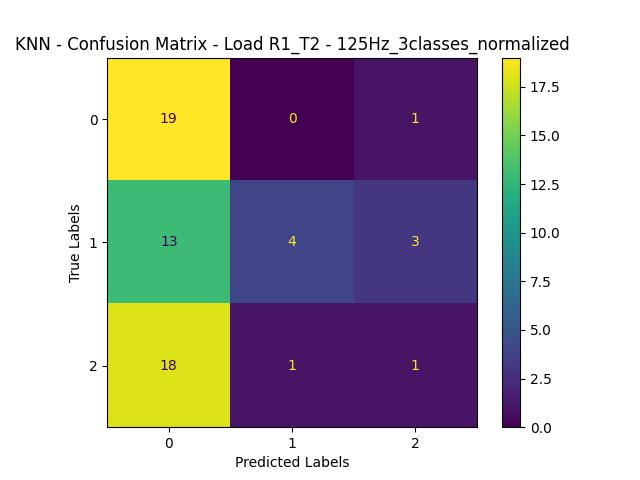 KNN - Confusion Matrix - Load R1_T2 - 125Hz_3classes_normalized
17.5
0 19 0 1
15.0
12.5
True Labels
1 13 4 3
10.0
7.5
5.0
2 18 1 1
2.5
0.0
0 1 2
Predicted Labels